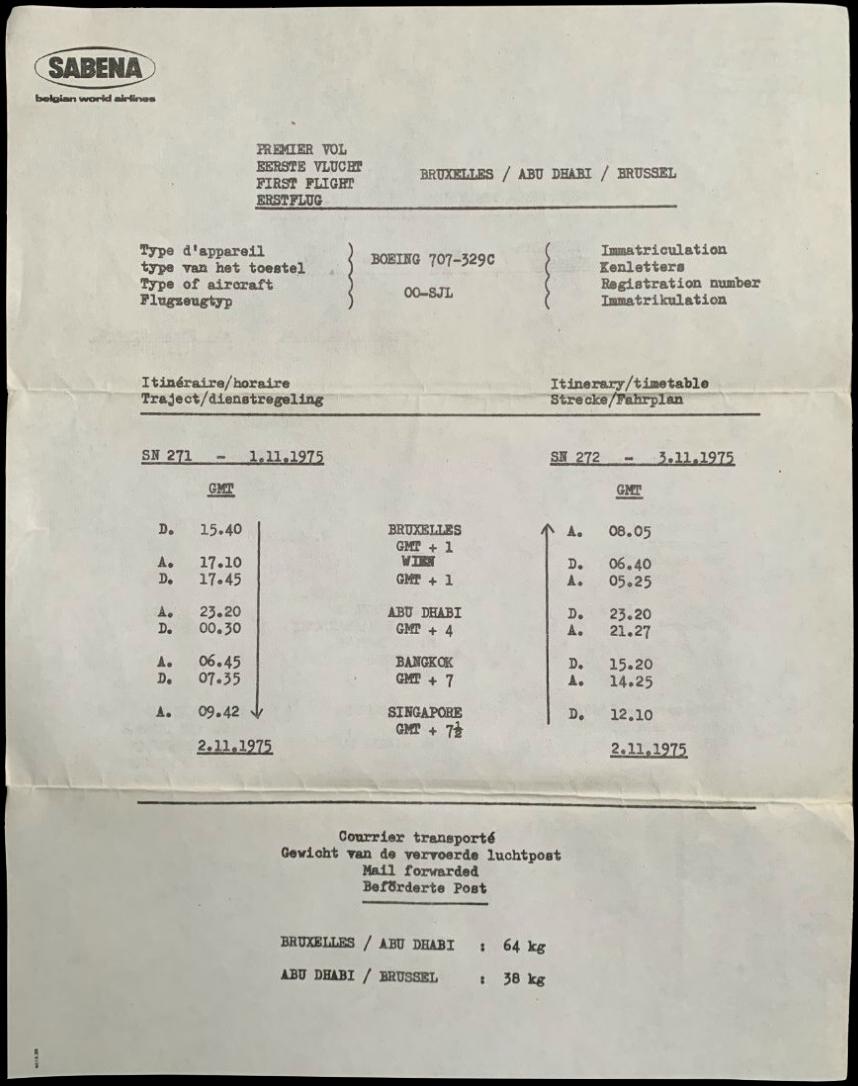 SABENA
belgian world airlines
PREMIER VOL
EERSTE VLUCHT
FIRST FLIGHT
ERSTFLUG
BRUXELLES / ABU DHABI / BRUSSEL
Type d'appareil
type van het toestel
Type of aircraft
Flugzeugtyp
BOEING 707-329C
OO-SJL
Immatriculation
Kenletters
Registration number
Immatrikulation
Itinéraire/horaire
Traject/dienstregeling
Itinerary/timetable
Strecke/Fahrplan
SN 271 - 1.11.1975
SN 272 - 3.11.1975
GMT
GMT
D. 15.40 BRUXELLES A. 08.05
GMT + 1
A. 17.10 WIEN D. 06.40
D. 17.45 GMT + 1 A. 05.25
A. 23.20 ABU DHABI D. 23.20
D. 00.30 GMT + 4 A. 21.27
A. 06.45 BANGKOK D. 15.20
D. 07.35 GMT + 7 A. 14.25
A. 09.42 SINGAPORE D. 12.10
GMT + 7½
2.11.1975
2.11.1975
Courrier transporté
Gewicht van de vervoerde luchtpost
Mail forwarded
Beförderte Post
BRUXELLES / ABU DHABI : 64 kg
ABU DHABI / BRUSSEL : 38 kg